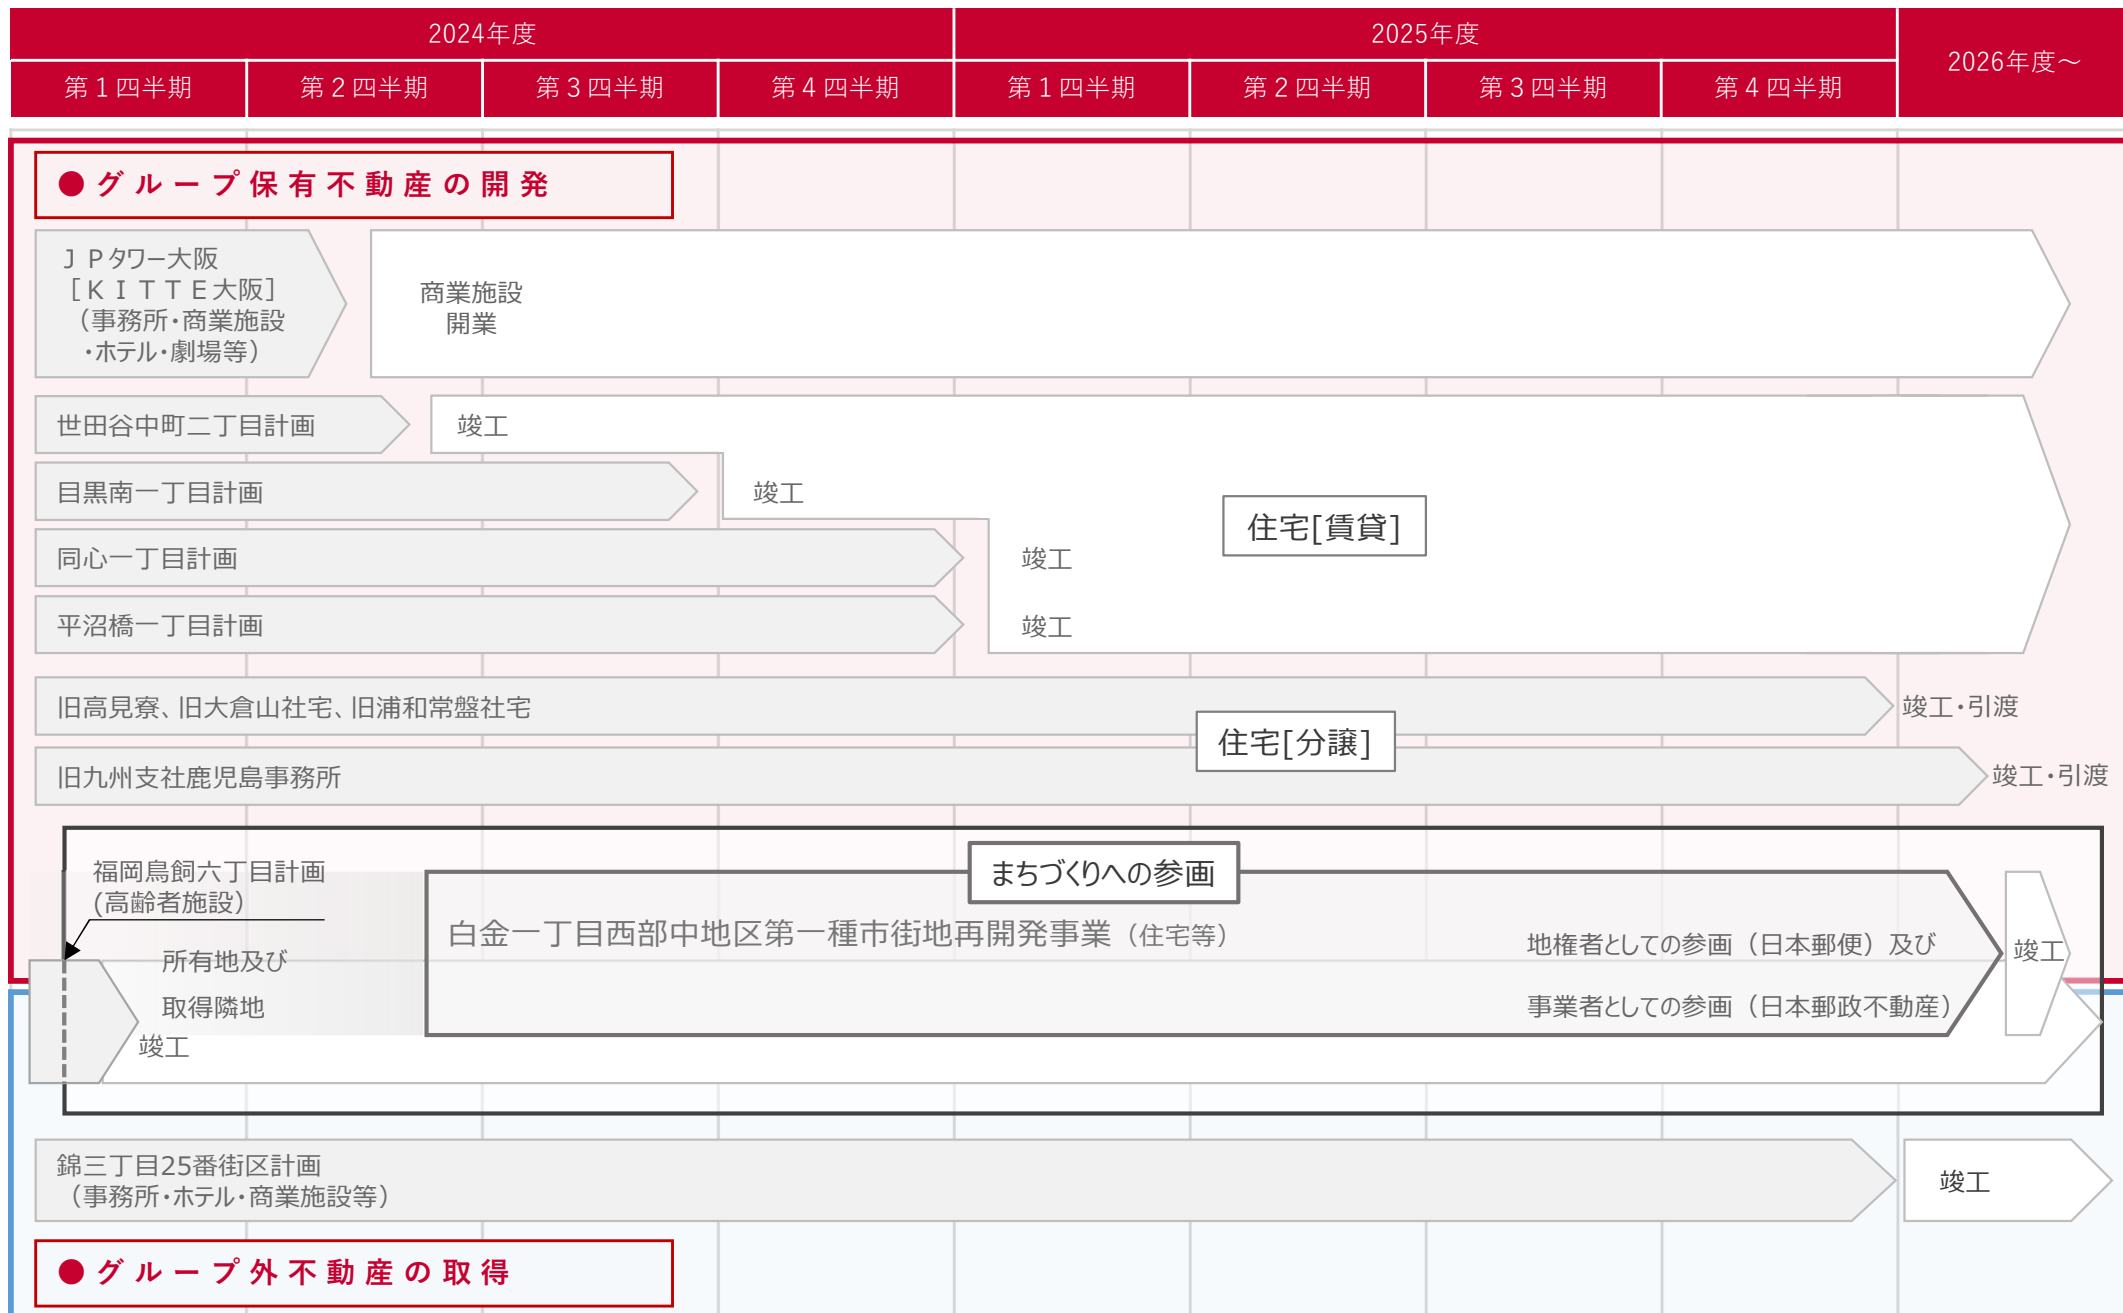 2024年度
2025年度
2026年度～
第１四半期
第２四半期
第３四半期
第４四半期
第１四半期
第２四半期
第３四半期
第４四半期
●グループ保有不動産の開発
ＪＰタワー大阪
［ＫＩＴＴＥ大阪］
（事務所・商業施設
・ホテル・劇場等）
商業施設
開業
世田谷中町二丁目計画
竣工
目黒南一丁目計画
竣工
住宅[賃貸]
同心一丁目計画
竣工
平沼橋一丁目計画
竣工
旧高見寮、旧大倉山社宅、旧浦和常盤社宅
竣工・引渡
住宅[分譲]
旧九州支社鹿児島事務所
竣工・引渡
まちづくりへの参画
福岡鳥飼六丁目計画
(高齢者施設)
白金一丁目西部中地区第一種市街地再開発事業（住宅等）
所有地及び
取得隣地
地権者としての参画（日本郵便）及び
事業者としての参画（日本郵政不動産）
竣工
竣工
錦三丁目25番街区計画
（事務所・ホテル・商業施設等）
竣工
●グループ外不動産の取得